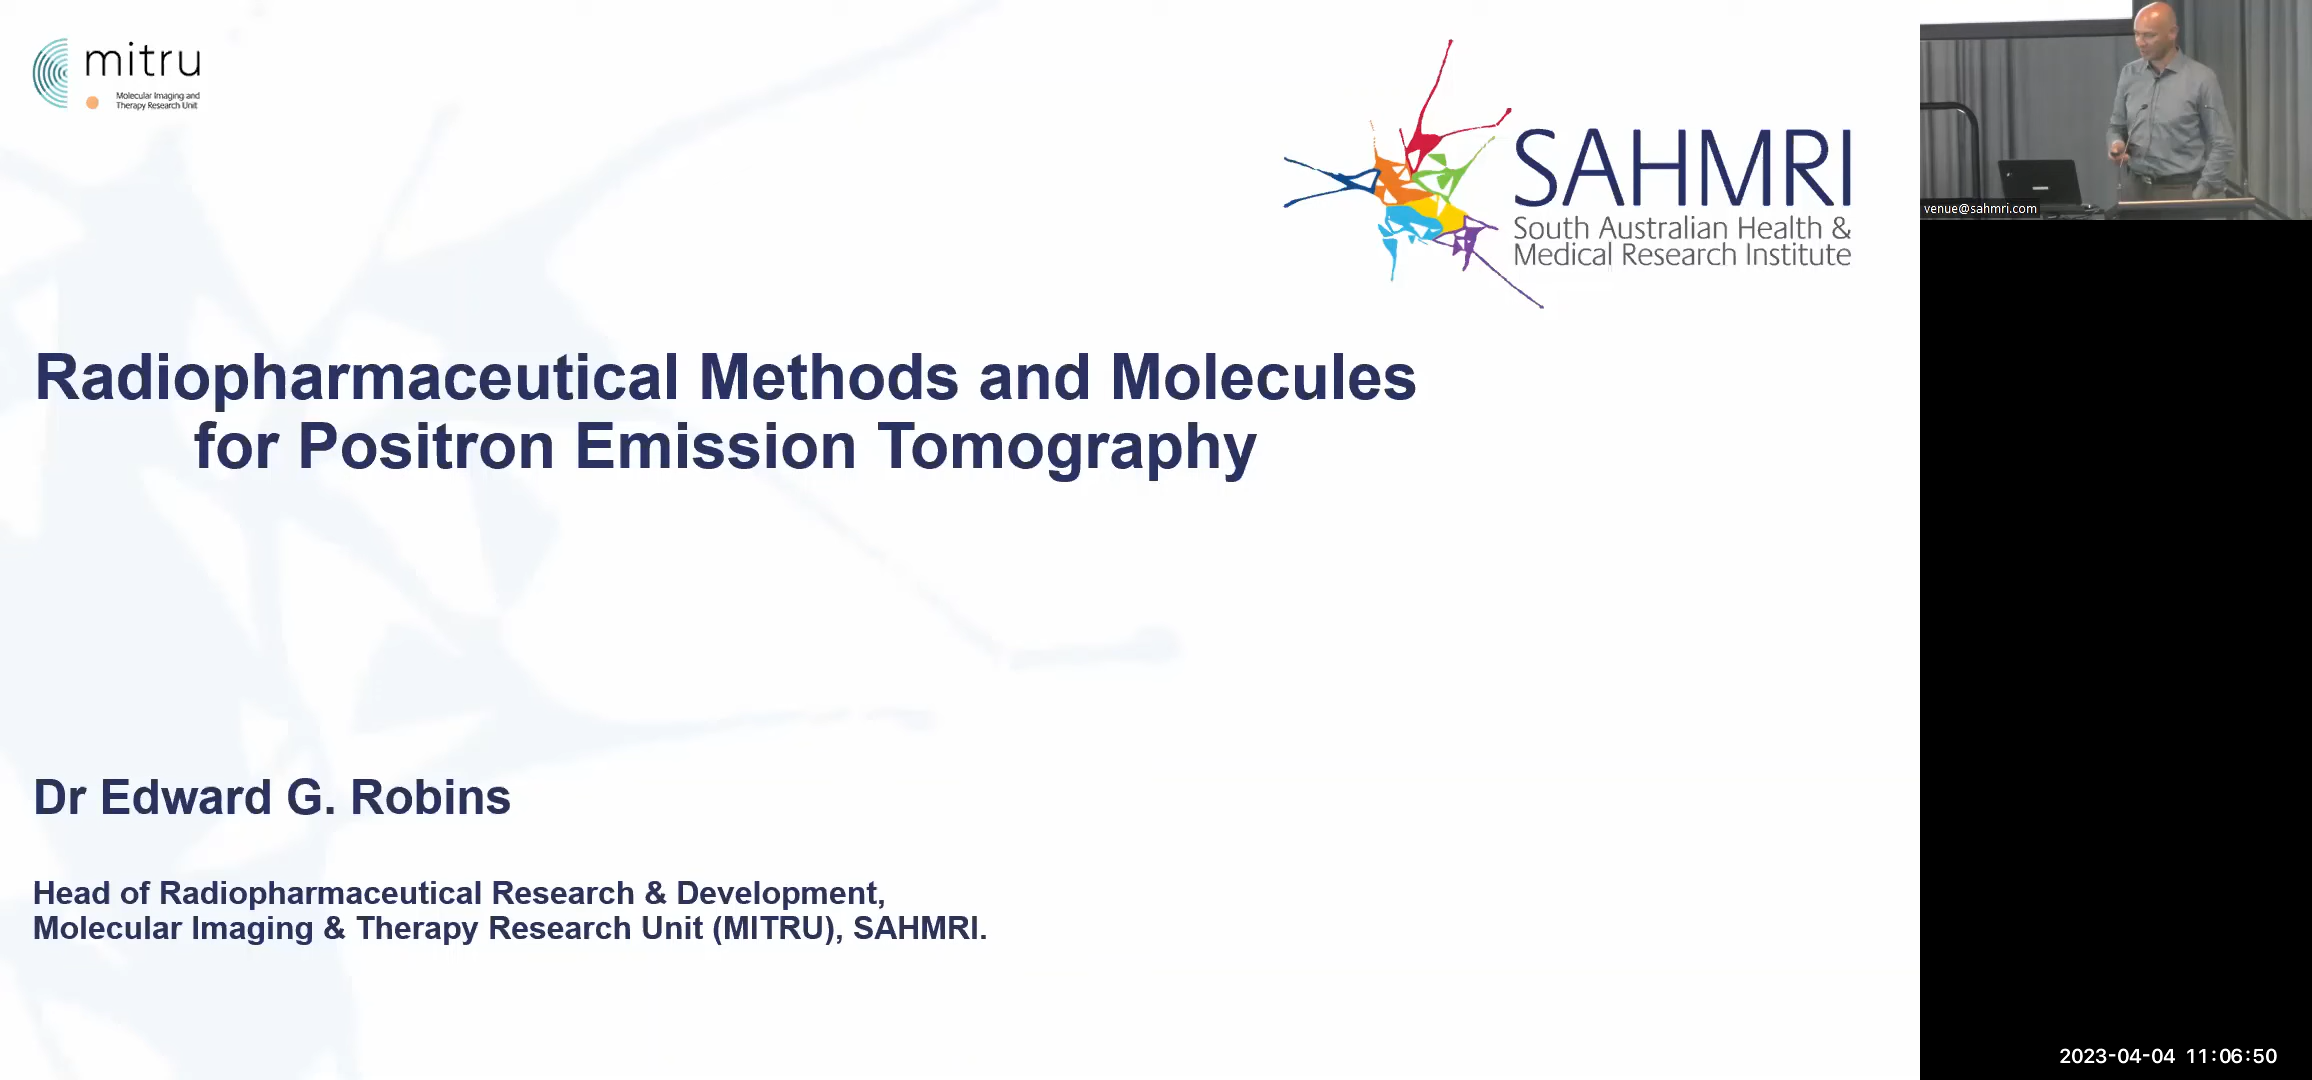 mitru
Molecular Imaging and
Therapy Research Unit
SAHMRI
South Australian Health &
Medical Research Institute
Radiopharmaceutical Methods and Molecules
for Positron Emission Tomography
Dr Edward G. Robins
Head of Radiopharmaceutical Research & Development,
Molecular Imaging & Therapy Research Unit (MITRU), SAHMRI.
venue@sahmri.com
2023-04-04 11:06:50